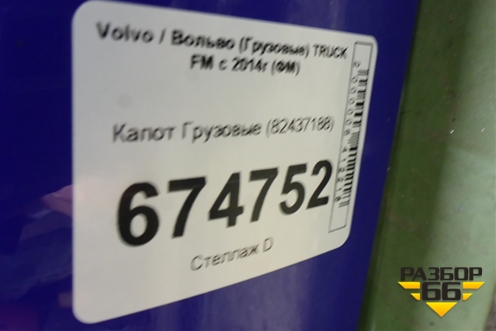 Volvo / Вольво (Грузовые) TRUCK
FM с 2014г (ФМ)
Капот Грузовые (82437188)
674752
Стеллаж D
РАЗБОР
66